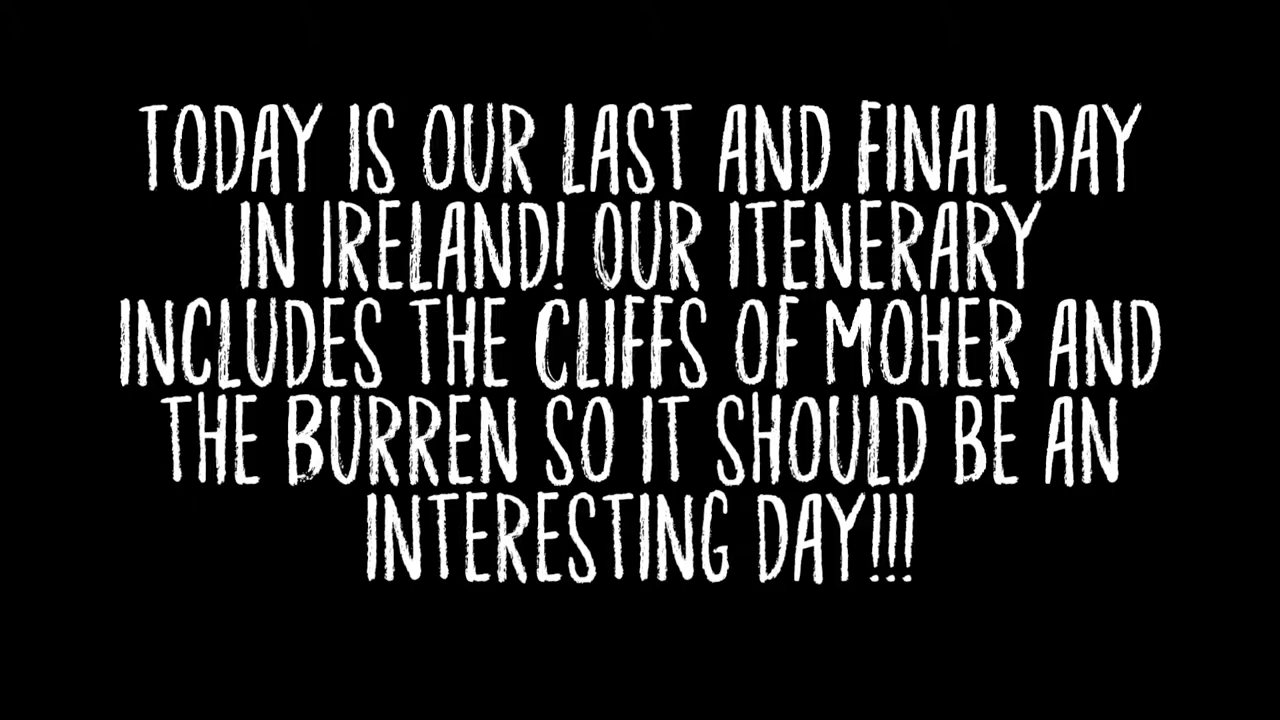 TODAY IS OUR LAST AND FINAL DAY
IN IRELAND! OUR ITENERARY
INCLUDES THE CLIFFS OF MOHER AND
THE BURREN SO IT SHOULD BE AN
INTERESTING DAY!!!